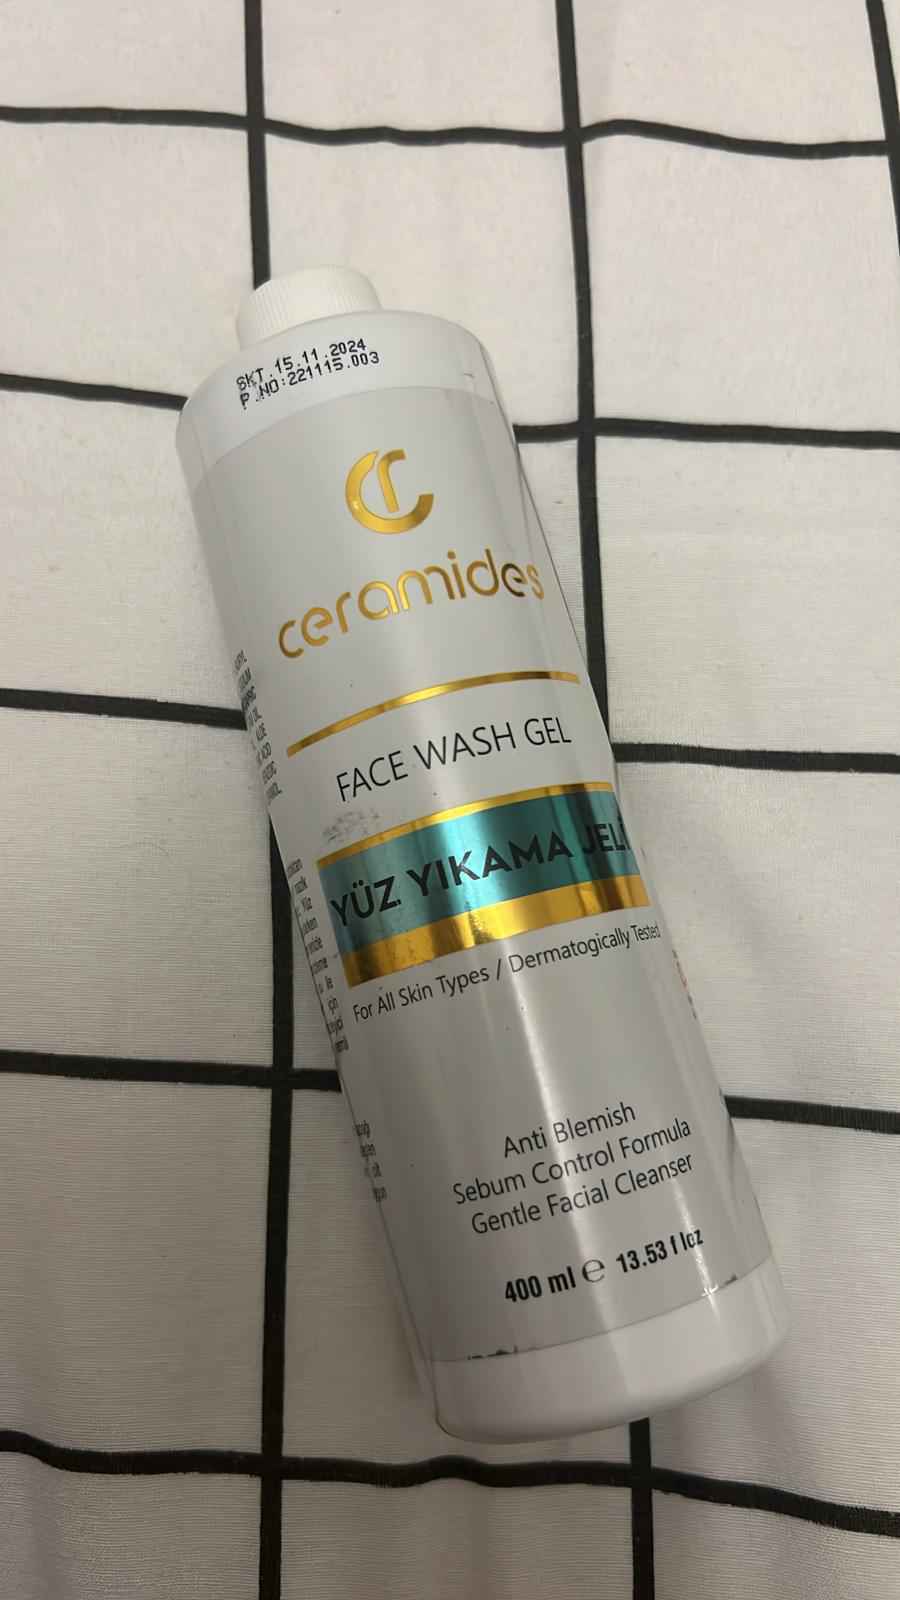 SKT.15.11.2024
P.NO:221115.003
cr
ceramides
FACE WASH GEL
YÜZ YIKAMA JELİ
For All Skin Types / Dermatogically Tested
Anti Blemish
Sebum Control Formula
Gentle Facial Cleanser
400 ml ℮ 13.53 f loz